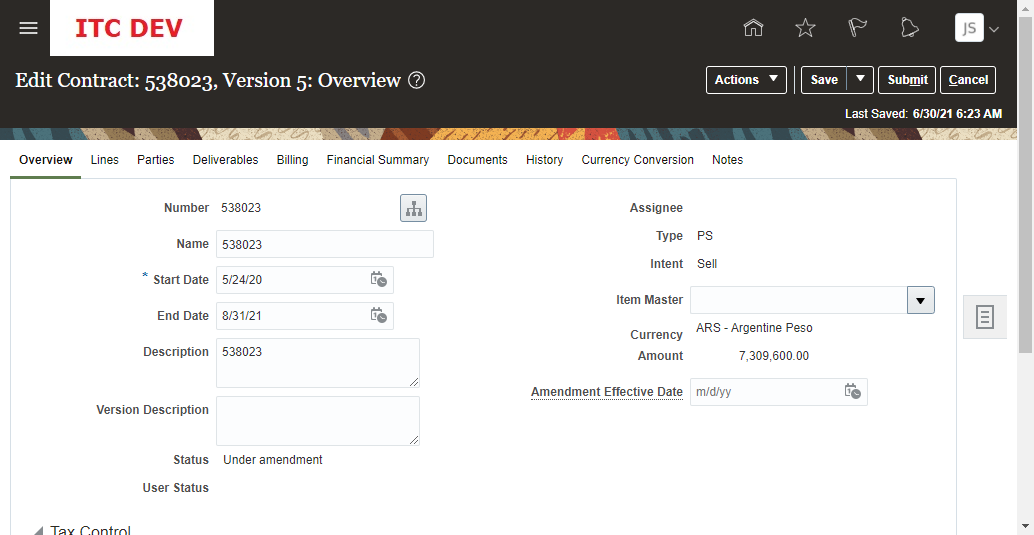 ITC DEV
JS
Edit Contract: 538023, Version 5: Overview ?
Actions
Save
Submit
Cancel
Last Saved: 6/30/21 6:23 AM
Overview Lines Parties Deliverables Billing Financial Summary Documents History Currency Conversion Notes
Number 538023
Name 538023
* Start Date 5/24/20
End Date 8/31/21
Description 538023
Version Description
Status Under amendment
User Status
Assignee
Type PS
Intent Sell
Item Master
Currency ARS - Argentine Peso
Amount 7,309,600.00
Amendment Effective Date m/d/yy
Tax Control